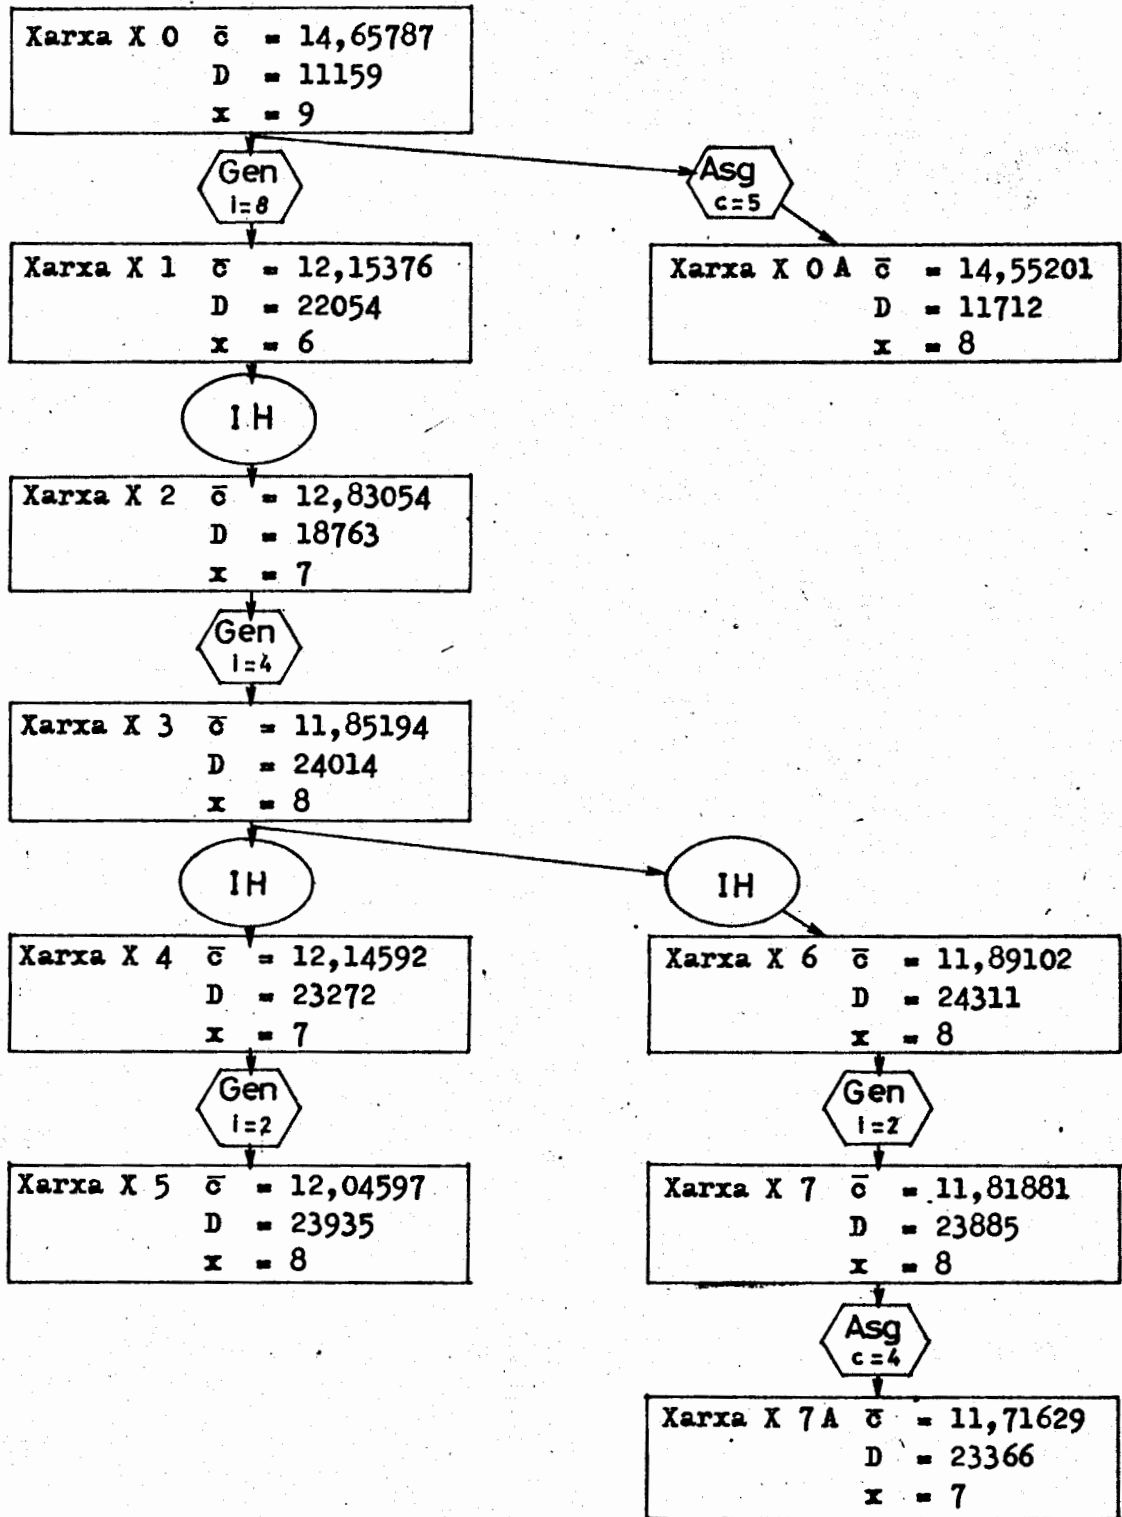 Xarxa X 0 c̄ = 14,65787
D = 11159
x = 9
Gen
i=8
Asg
c=5
Xarxa X 1 c̄ = 12,15376
D = 22054
x = 6
Xarxa X 0 A c̄ = 14,55201
D = 11712
x = 8
I H
Xarxa X 2 c̄ = 12,83054
D = 18763
x = 7
Gen
i=4
Xarxa X 3 c̄ = 11,85194
D = 24014
x = 8
IH
IH
Xarxa X 4 c̄ = 12,14592
D = 23272
x = 7
Xarxa X 6 c̄ = 11,89102
D = 24311
x = 8
Gen
i=2
Gen
i=2
Xarxa X 5 c̄ = 12,04597
D = 23935
x = 8
Xarxa X 7 c̄ = 11,81881
D = 23885
x = 8
Asg
c=4
Xarxa X 7 A c̄ = 11,71629
D = 23366
x = 7